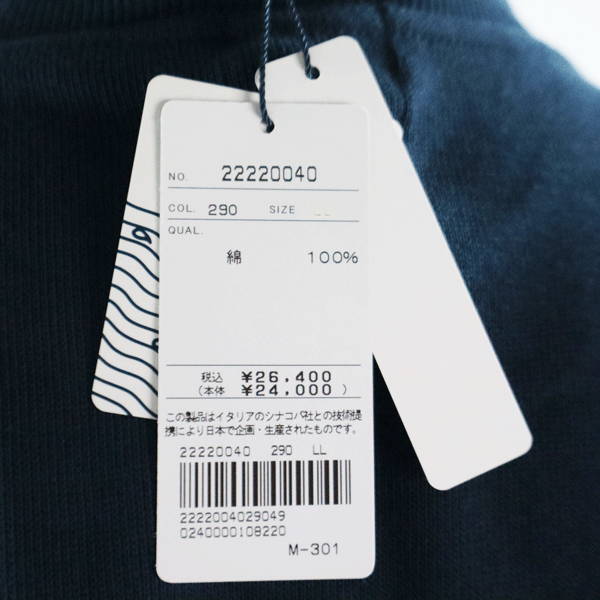 NO. 22220040
COL. 290 SIZE LL
QUAL.
綿 100%
税込 ¥26,400
(本体 ¥24,000 )
この製品はイタリアのシナコバ社との技術提
携により日本で企画・生産されたものです。
22220040 290 LL
2222004029049
0240000108220
M-301